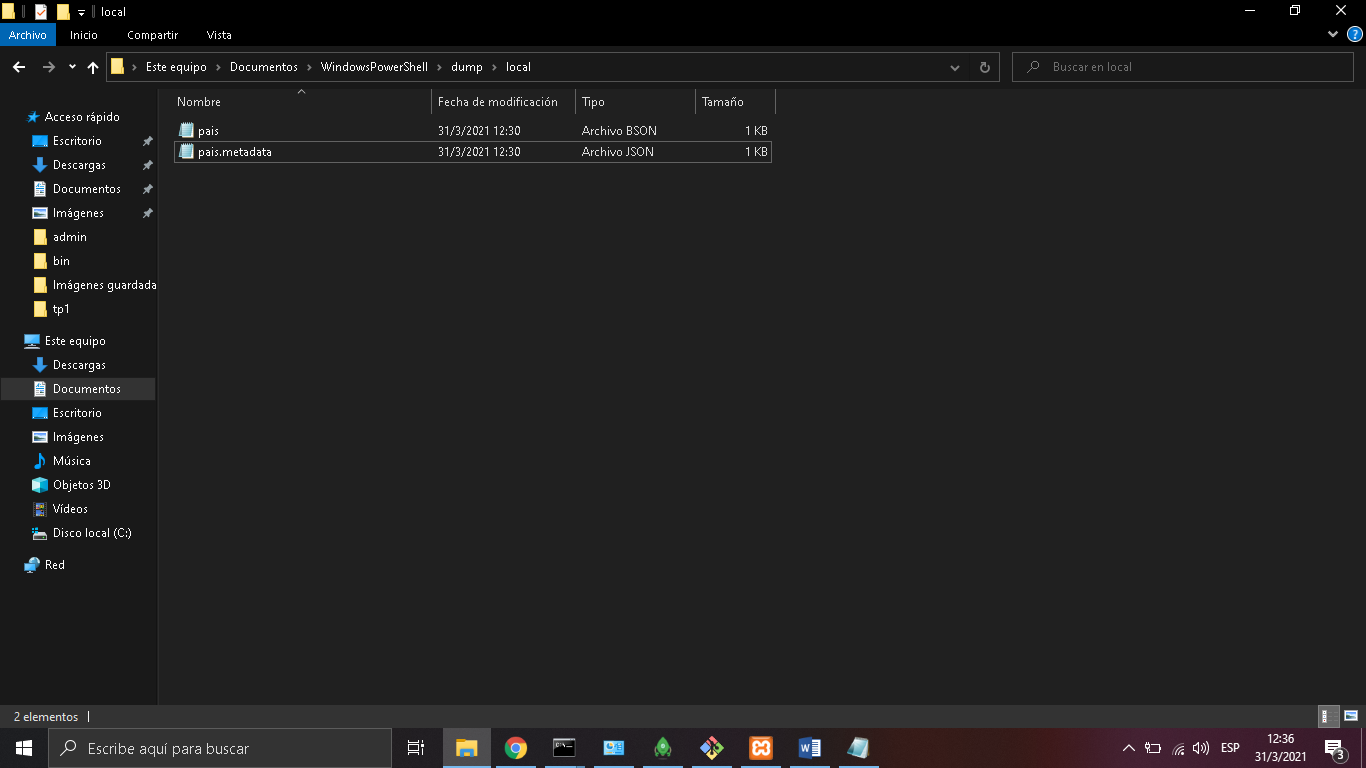 local
Archivo Inicio Compartir Vista
Este equipo Documentos WindowsPowerShell dump local
Buscar en local
Nombre Fecha de modificación Tipo Tamaño
pais 31/3/2021 12:30 Archivo BSON 1 KB
pais.metadata 31/3/2021 12:30 Archivo JSON 1 KB
Acceso rápido
Escritorio
Descargas
Documentos
Imágenes
admin
bin
Imágenes guardada
tp1
Este equipo
Descargas
Documentos
Escritorio
Imágenes
Música
Objetos 3D
Vídeos
Disco local (C:)
Red
2 elementos
Escribe aquí para buscar
ESP
12:36
31/3/2021
3